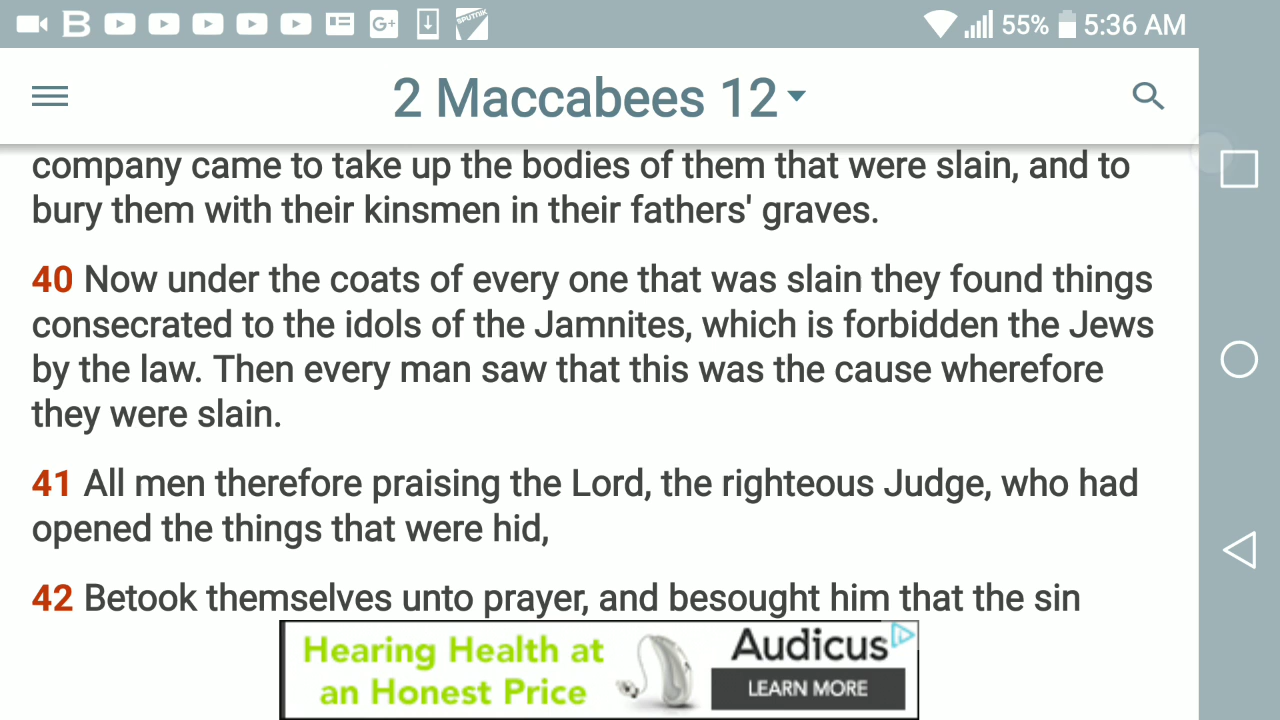 55% 5:36 AM
2 Maccabees 12
company came to take up the bodies of them that were slain, and to
bury them with their kinsmen in their fathers' graves.
40 Now under the coats of every one that was slain they found things
consecrated to the idols of the Jamnites, which is forbidden the Jews
by the law. Then every man saw that this was the cause wherefore
they were slain.
41 All men therefore praising the Lord, the righteous Judge, who had
opened the things that were hid,
42 Betook themselves unto prayer, and besought him that the sin
Hearing Health at
an Honest Price
Audicus
LEARN MORE
B
G+
SPUTNIK